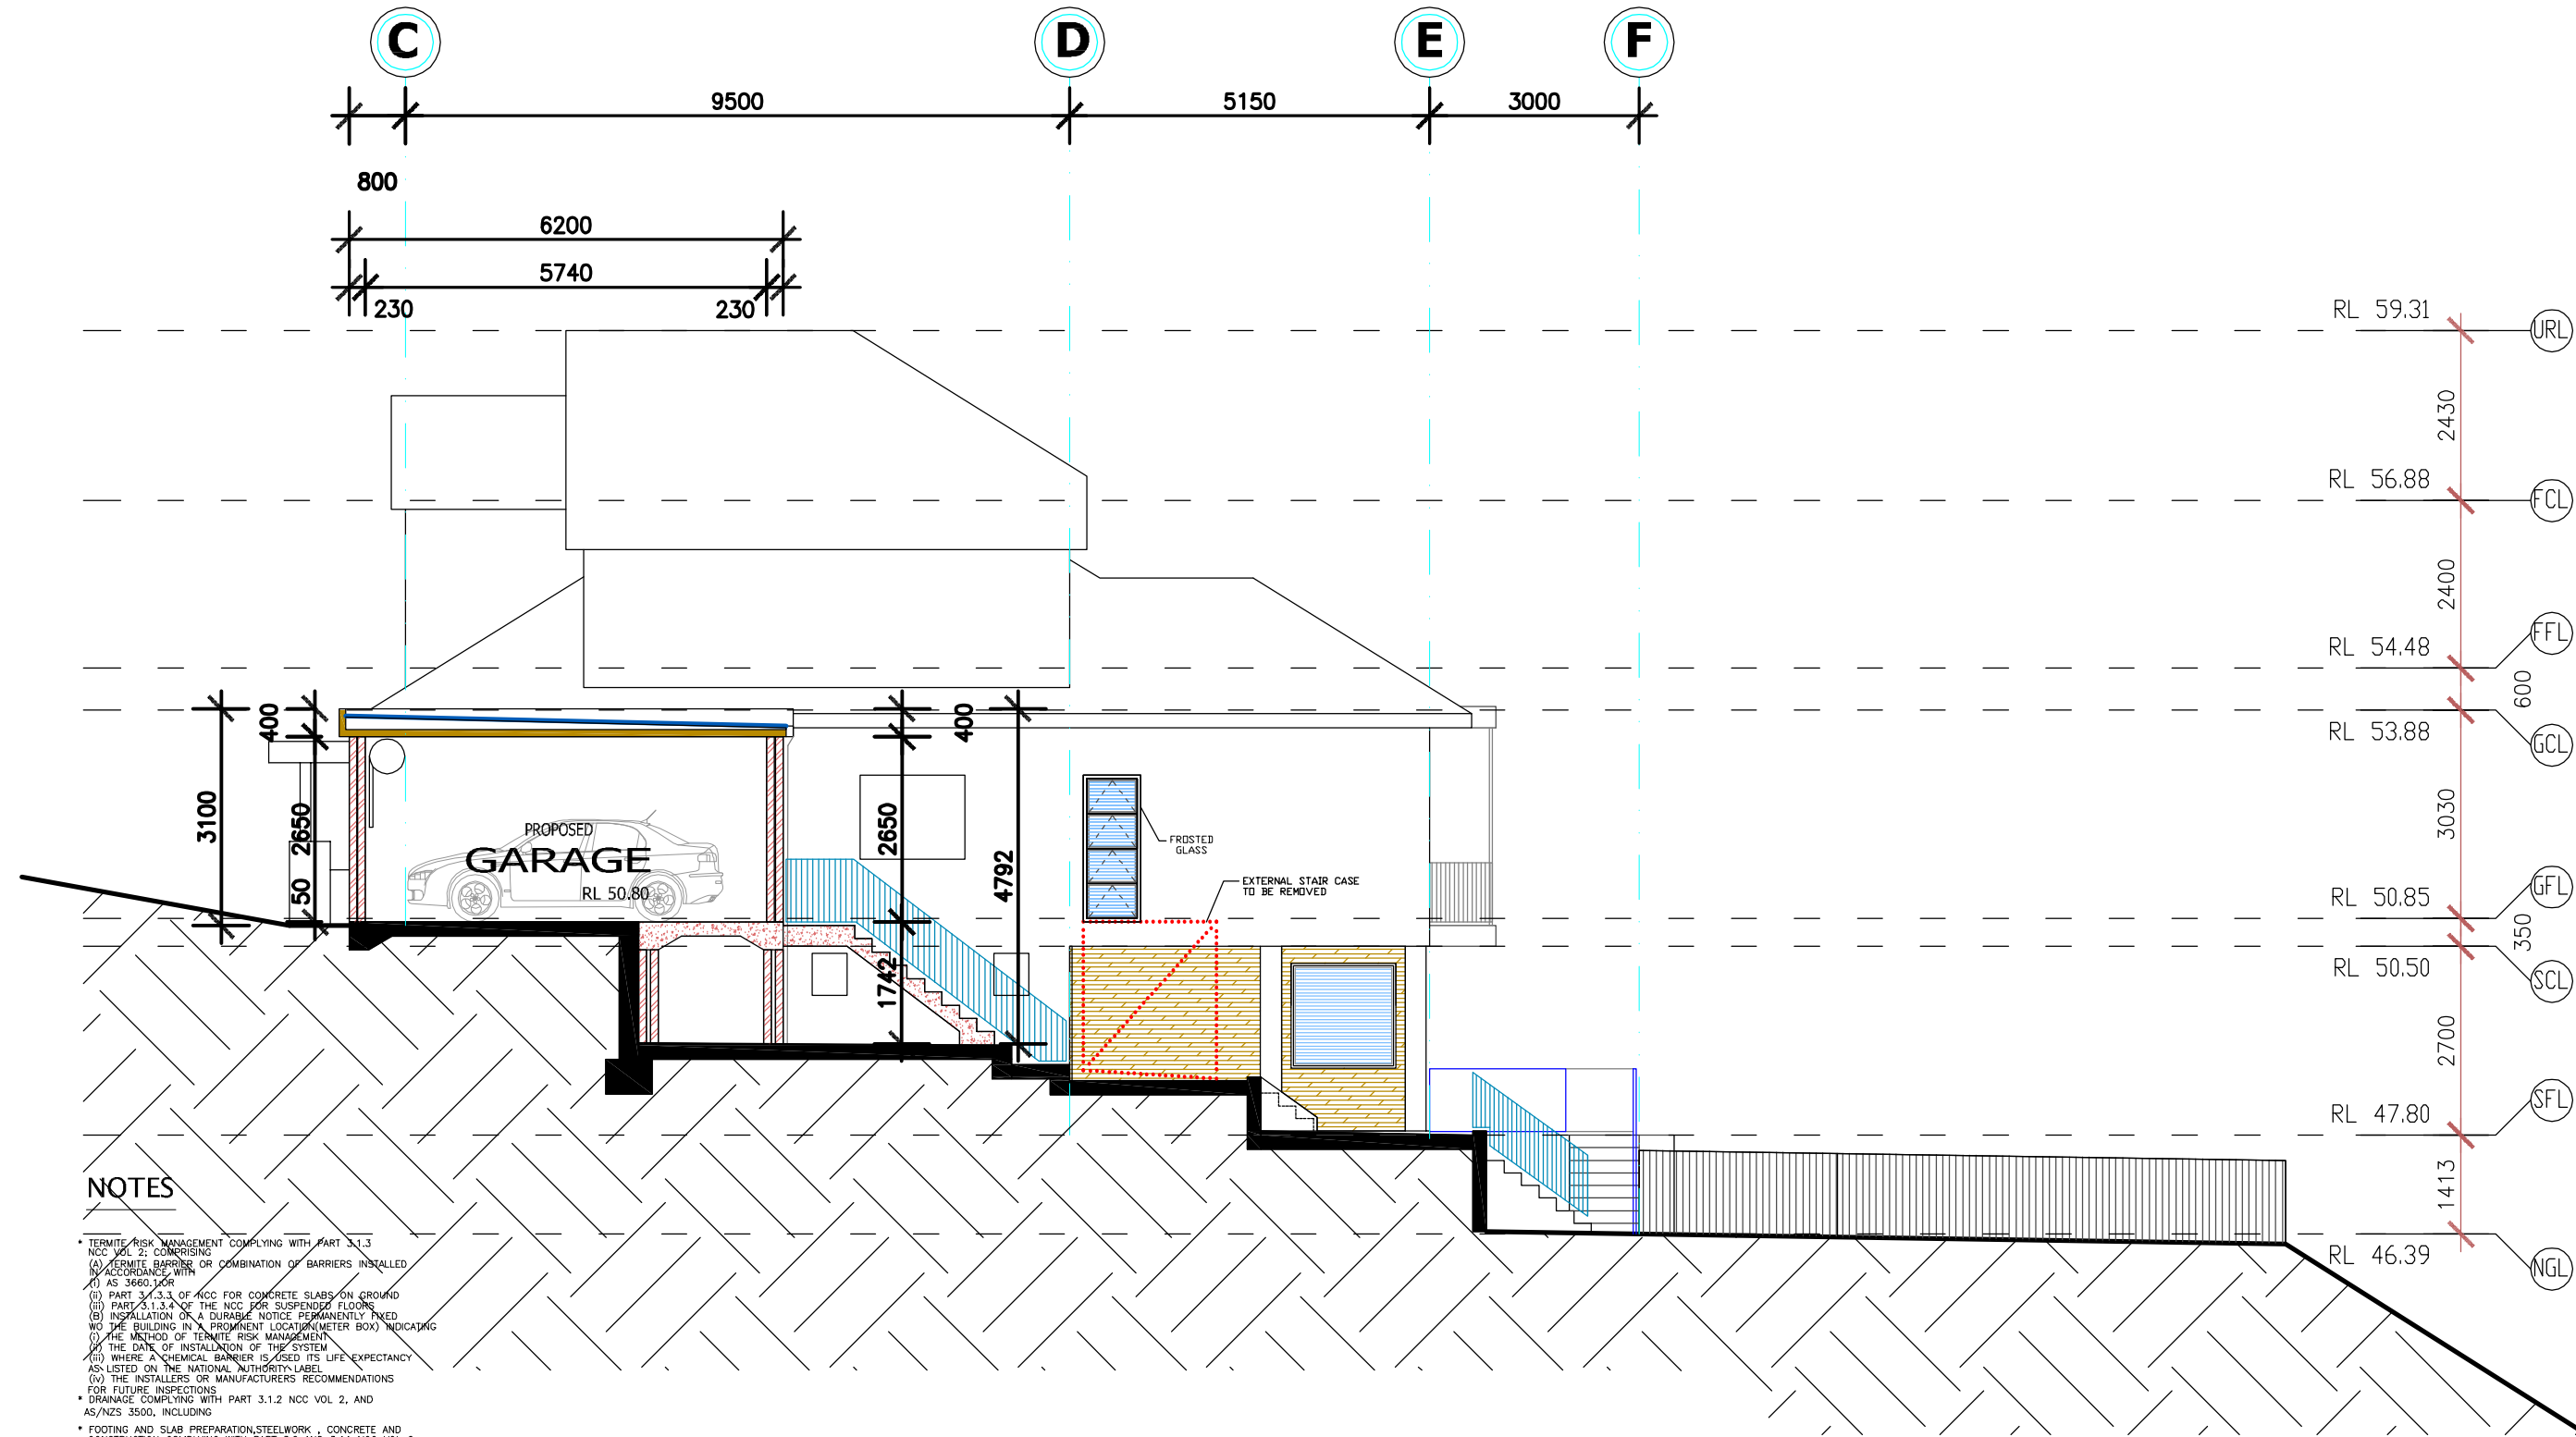 C D E F
9500 5150 3000
800
6200
5740
230 230
RL 59.31 URL
2430
RL 56.88 FCL
2400
RL 54.48 FFL
600
RL 53.88 GCL
3030
RL 50.85 GFL
350
RL 50.50 SCL
2700
RL 47.80 SFL
1413
RL 46.39 NGL
400
3100
2650
50
PROPOSED
GARAGE
RL 50.80
400
2650
4792
1742
FROSTED
GLASS
EXTERNAL STAIR CASE
TO BE REMOVED
NOTES
* TERMITE RISK MANAGEMENT COMPLYING WITH PART 3.1.3
NCC VOL 2; COMPRISING
(A) TERMITE BARRIER OR COMBINATION OF BARRIERS INSTALLED
IN ACCORDANCE WITH
(i) AS 3660.1;OR
(ii) PART 3.1.3.3 OF NCC FOR CONCRETE SLABS ON GROUND
(iii) PART 3.1.3.4 OF THE NCC FOR SUSPENDED FLOORS
(B) INSTALLATION OF A DURABLE NOTICE PERMANENTLY FIXED
WO THE BUILDING IN A PROMINENT LOCATION(METER BOX) INDICATING
(i) THE METHOD OF TERMITE RISK MANAGEMENT
(ii) THE DATE OF INSTALLATION OF THE SYSTEM
(iii) WHERE A CHEMICAL BARRIER IS USED ITS LIFE EXPECTANCY
AS LISTED ON THE NATIONAL AUTHORITY LABEL
(iv) THE INSTALLERS OR MANUFACTURERS RECOMMENDATIONS
FOR FUTURE INSPECTIONS
* DRAINAGE COMPLYING WITH PART 3.1.2 NCC VOL 2, AND
AS/NZS 3500, INCLUDING
* FOOTING AND SLAB PREPARATION,STEELWORK , CONCRETE AND